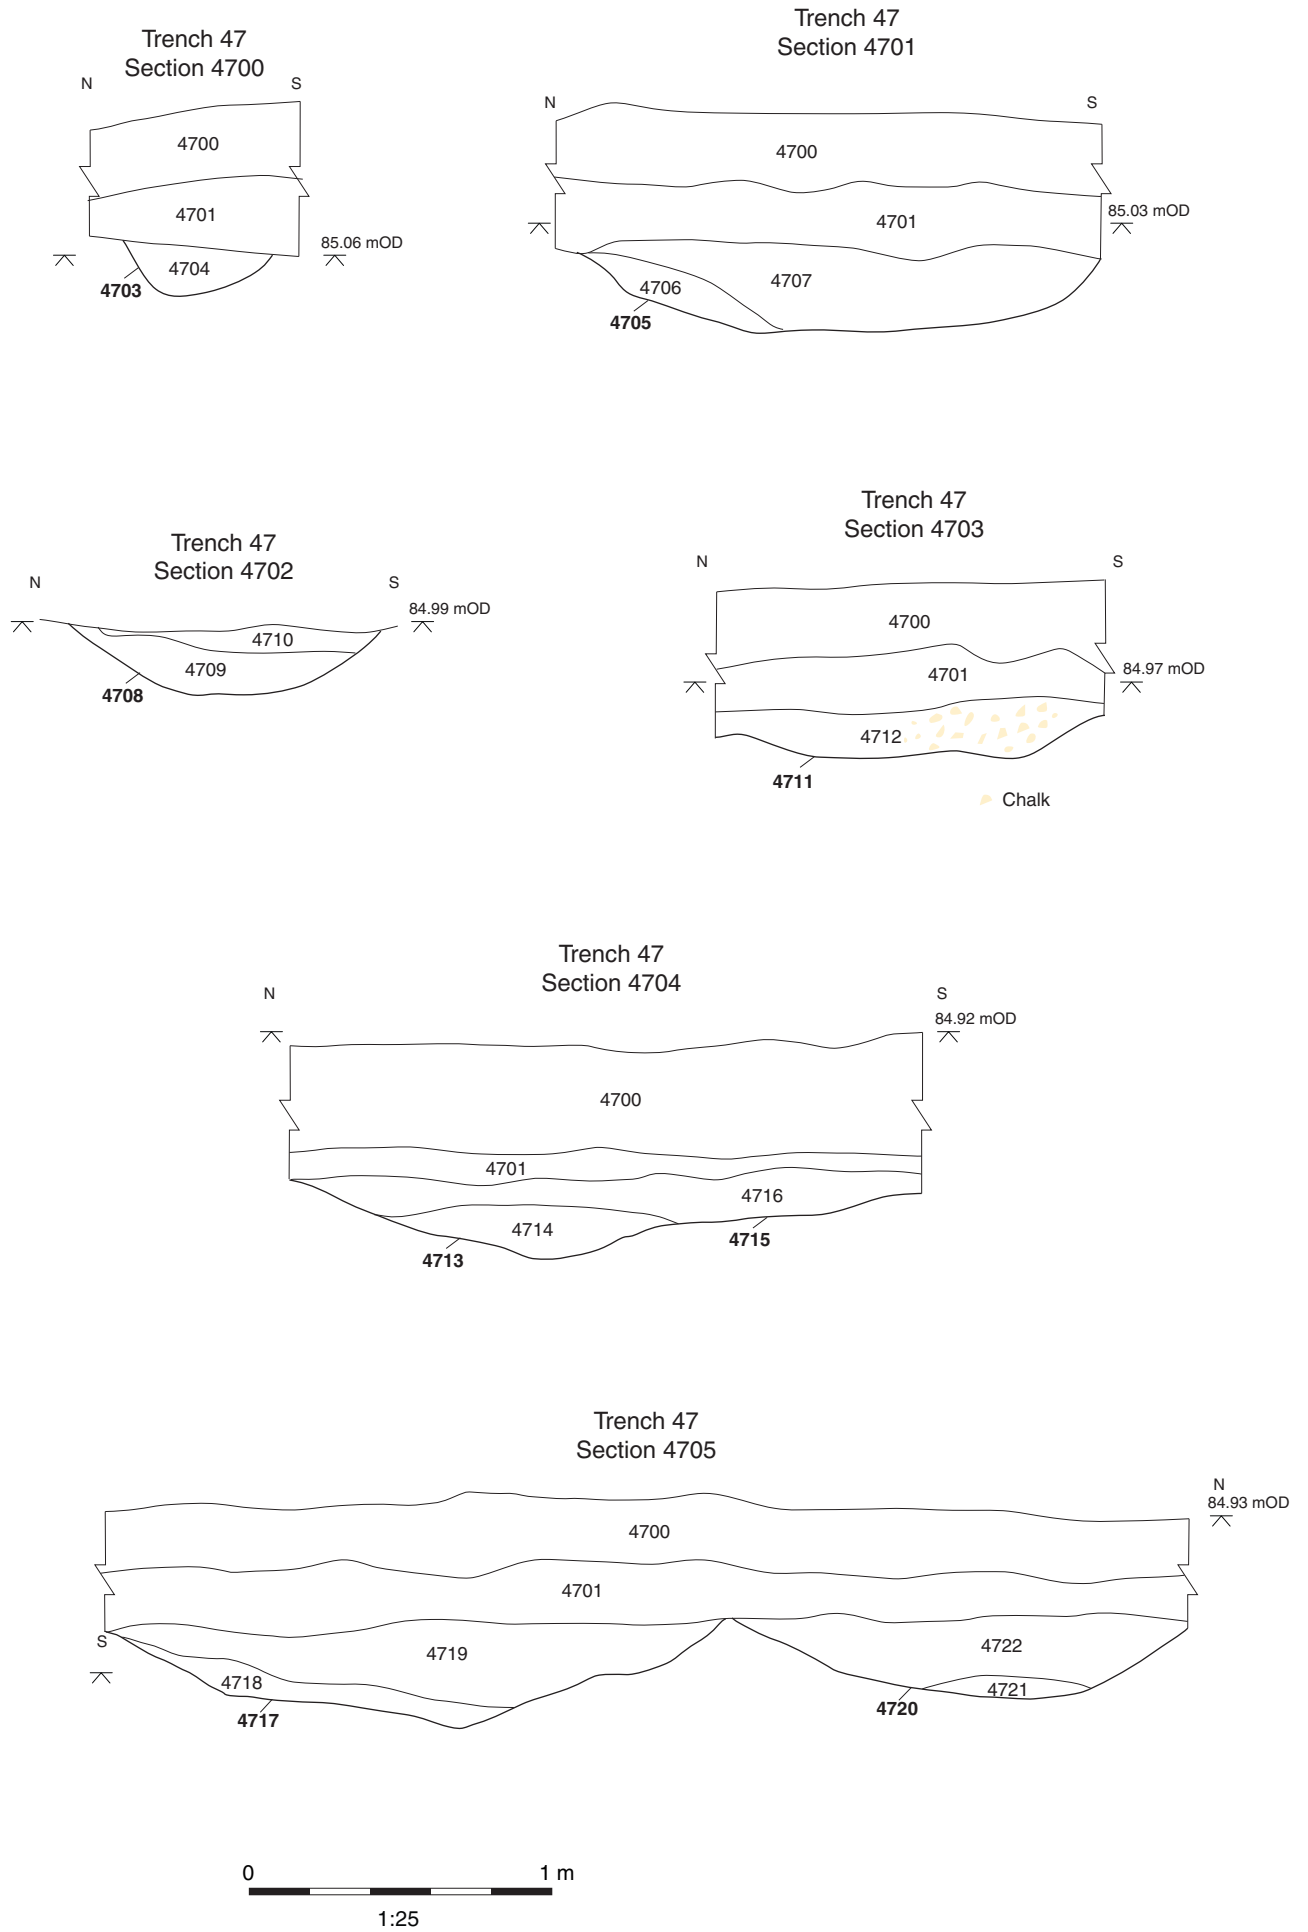 Trench 47
Section 4700
N
S
4700
4701
85.06 mOD
4704
4703
Trench 47
Section 4701
N
S
4700
85.03 mOD
4701
4707
4706
4705
Trench 47
Section 4702
N
S
84.99 mOD
4710
4709
4708
Trench 47
Section 4703
N
S
4700
84.97 mOD
4701
4712
4711
Chalk
Trench 47
Section 4704
N
S
84.92 mOD
4700
4701
4716
4714
4715
4713
Trench 47
Section 4705
N
84.93 mOD
4700
4701
S
4719
4722
4718
4721
4717
4720
0 1 m
1:25